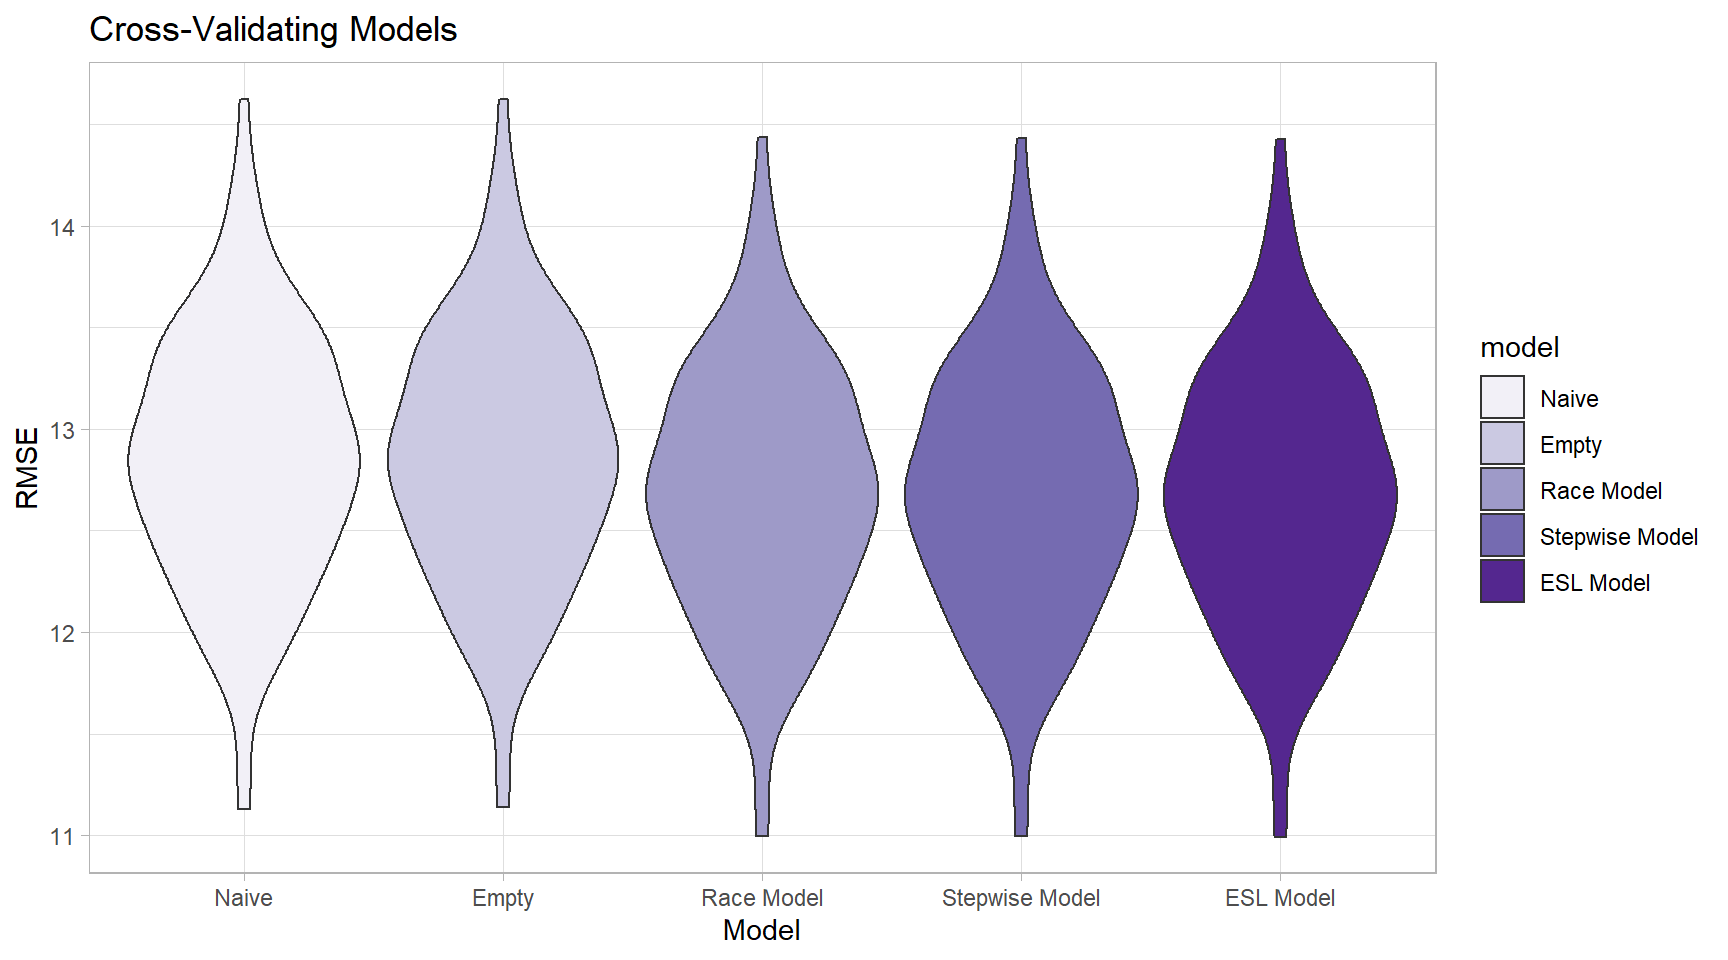 Cross-Validating Models
RMSE
14
13
12
11
Naive
Empty
Race Model
Stepwise Model
ESL Model
Model
model
Naive
Empty
Race Model
Stepwise Model
ESL Model